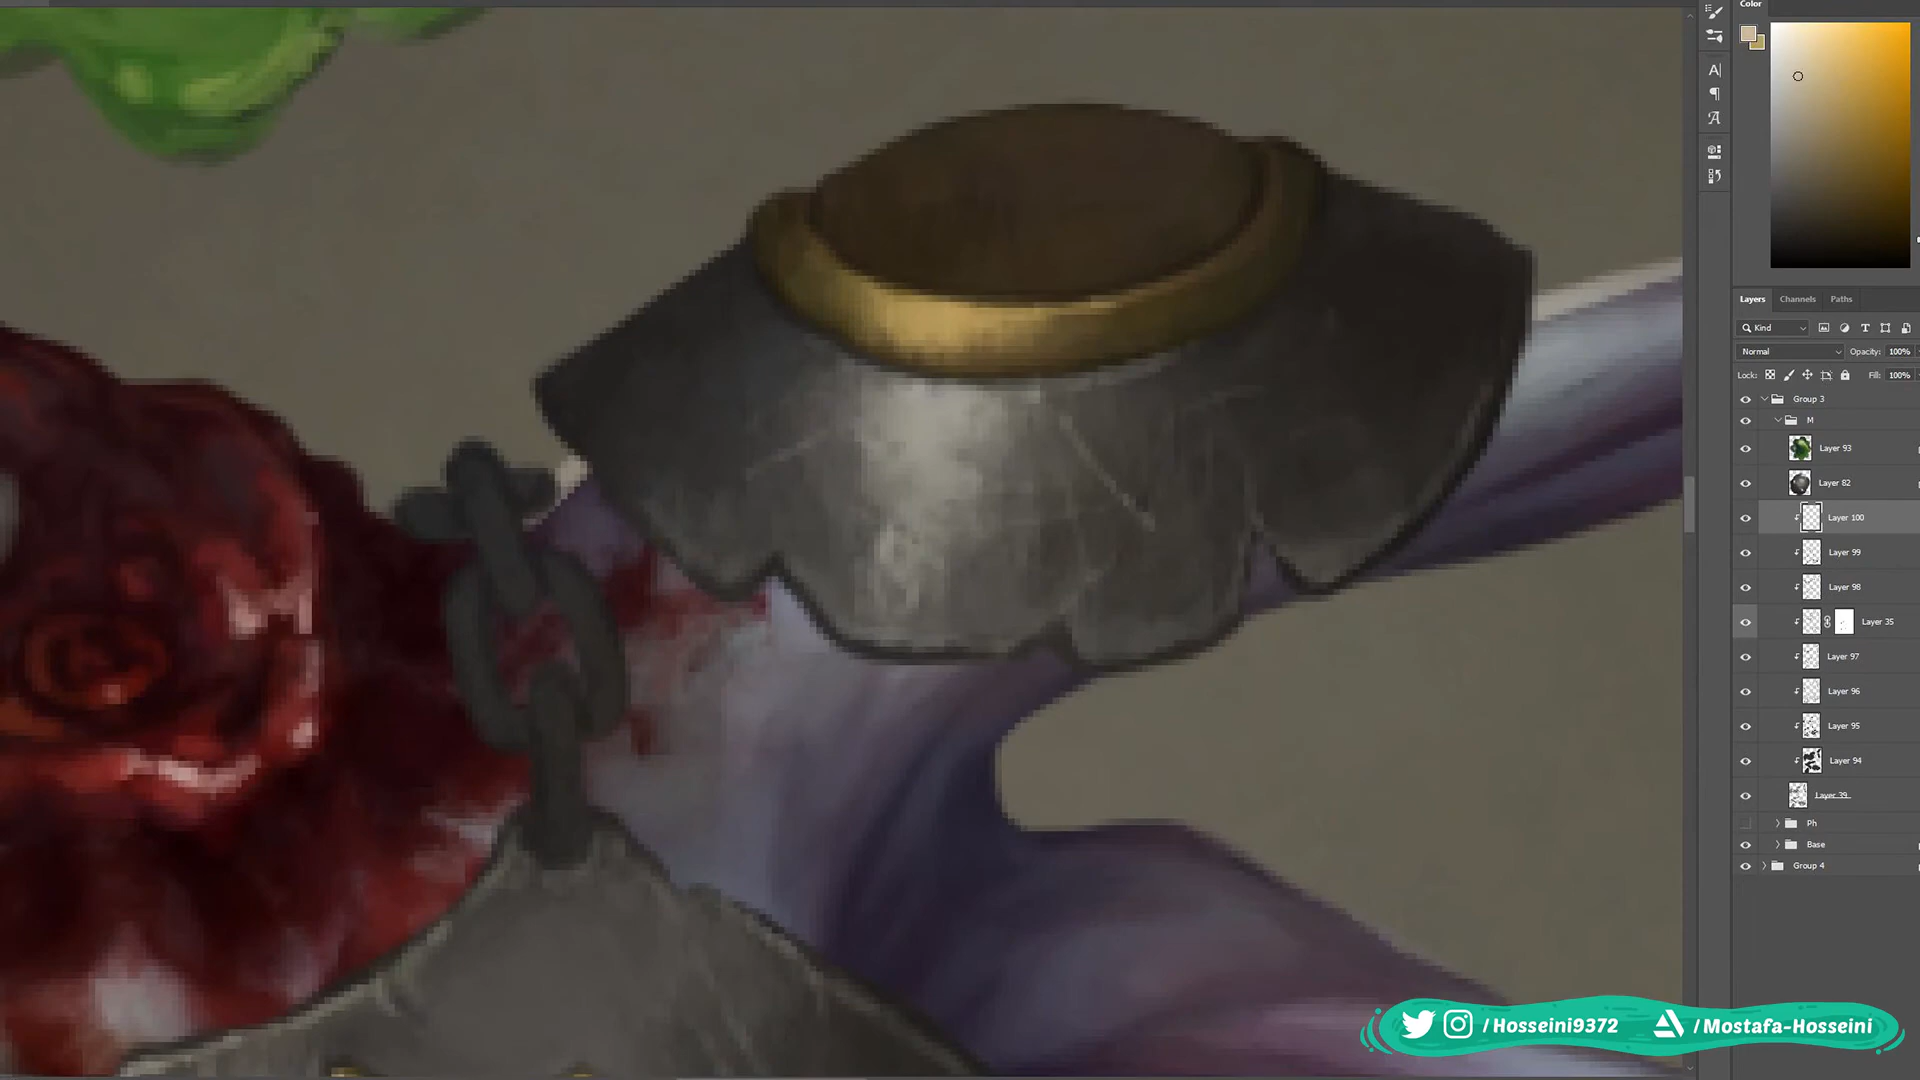 Color
Layers Channels Paths
Kind
Normal Opacity: 100%
Lock: Fill: 100%
Group 3
M
Layer 93
Layer 82
Layer 100
Layer 99
Layer 98
Layer 35
Layer 97
Layer 96
Layer 95
Layer 94
Layer 39
Ph
Base
Group 4
/Hosseini9372 /Mostafa-Hosseini